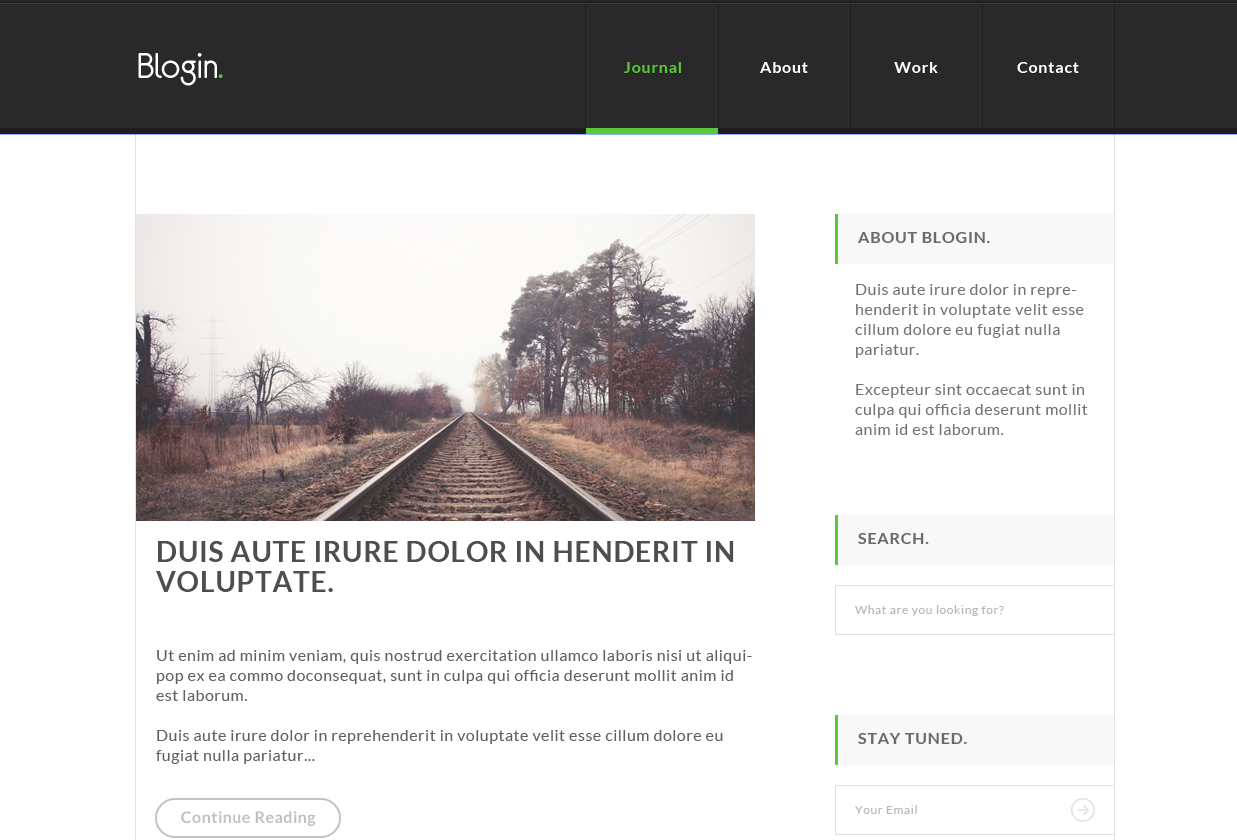 Blogin.
Journal
About
Work
Contact
DUIS AUTE IRURE DOLOR IN HENDERIT IN
VOLUPTATE.
Ut enim ad minim veniam, quis nostrud exercitation ullamco laboris nisi ut aliqui-
pop ex ea commo doconsequat, sunt in culpa qui officia deserunt mollit anim id
est laborum.
Duis aute irure dolor in reprehenderit in voluptate velit esse cillum dolore eu
fugiat nulla pariatur...
Continue Reading
ABOUT BLOGIN.
Duis aute irure dolor in repre-
henderit in voluptate velit esse
cillum dolore eu fugiat nulla
pariatur.
Excepteur sint occaecat sunt in
culpa qui officia deserunt mollit
anim id est laborum.
SEARCH.
What are you looking for?
STAY TUNED.
Your Email